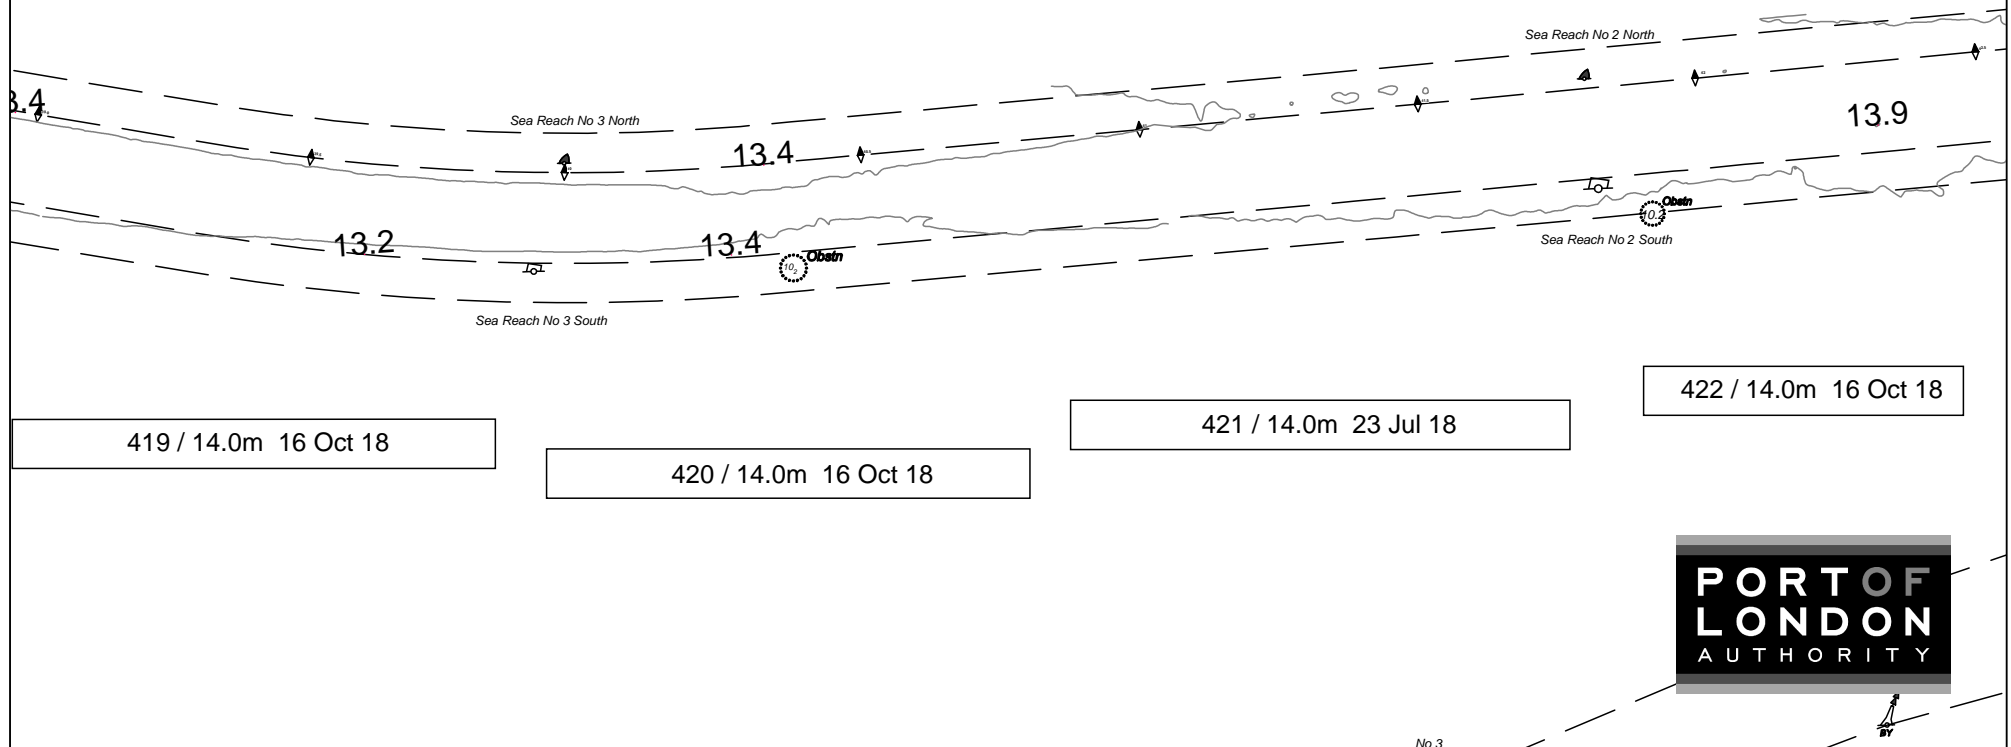 Sea Reach No 2 North
3.4
13.9
Sea Reach No 3 North
13.4
Obstn
10.2
13.2
13.4
Obstn
10 2
Sea Reach No 2 South
Sea Reach No 3 South
422 / 14.0m 16 Oct 18
421 / 14.0m 23 Jul 18
419 / 14.0m 16 Oct 18
420 / 14.0m 16 Oct 18
PORT OF
LONDON
AUTHORITY
BY
No 3